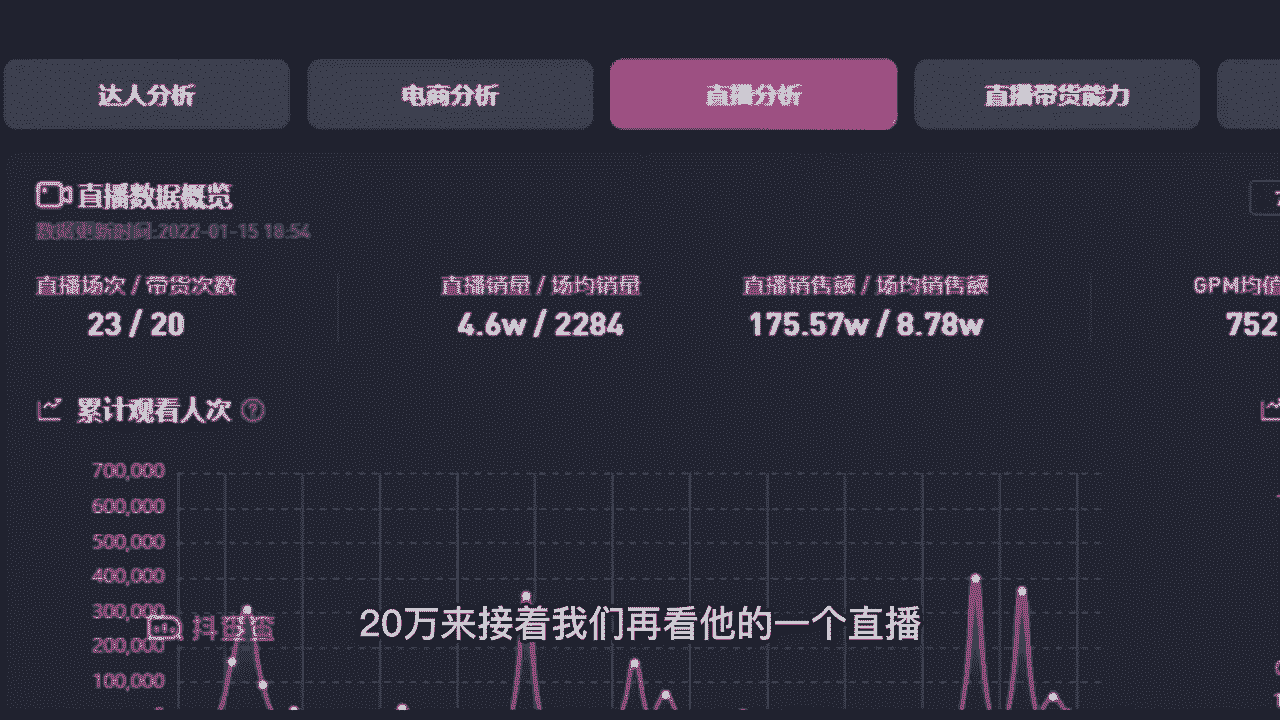 达人分析
电商分析
直播分析
直播带货能力
直播数据概览
数据更新时间:2022-01-15 18:54
直播场次 / 带货次数
23 / 20
直播销量 / 场均销量
4.6w / 2284
直播销售额 / 场均销售额
175.57w / 8.78w
GPM均值
752
累计观看人次 ?
700,000
600,000
500,000
400,000
300,000
200,000
100,000
20万来接着我们再看他的一个直播